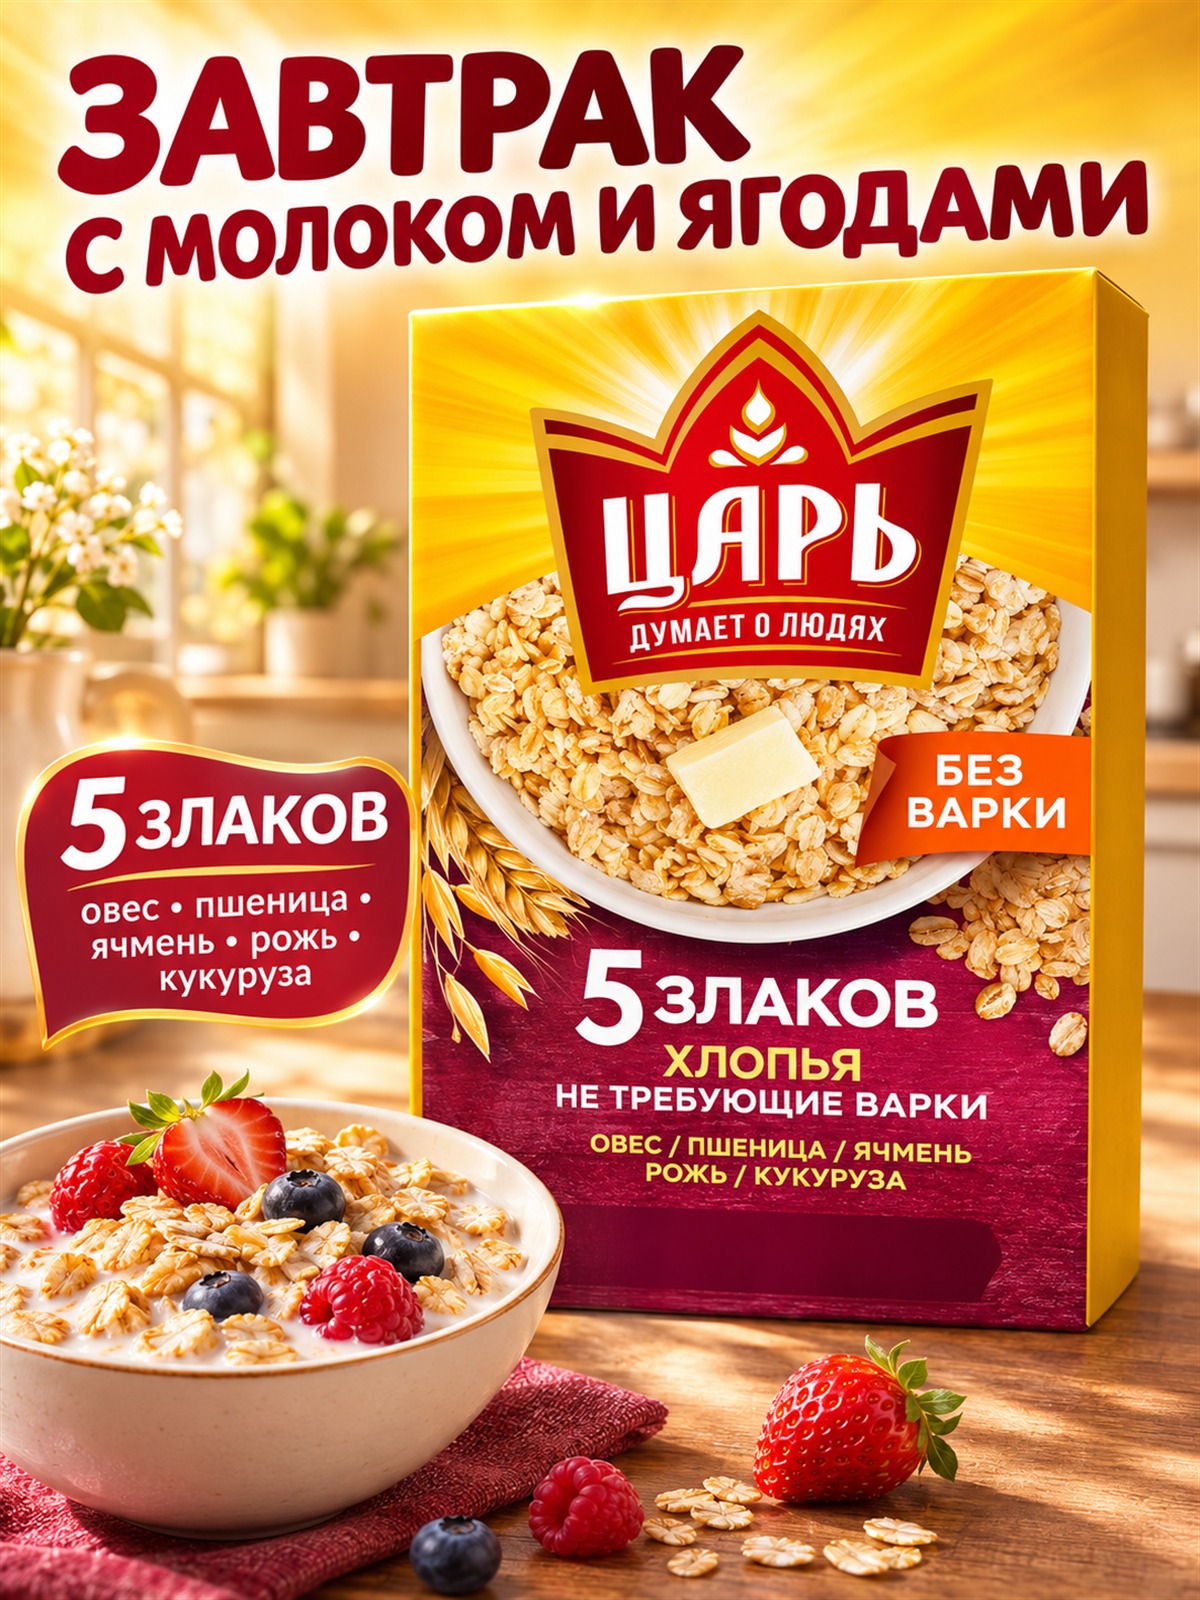 ЗАВТРАК
С МОЛОКОМ И ЯГОДАМИ
ЦАРЬ
ДУМАЕТ О ЛЮДЯХ
БЕЗ
ВАРКИ
5 ЗЛАКОВ
овес • пшеница •
ячмень • рожь •
кукуруза
5 ЗЛАКОВ
ХЛОПЬЯ
НЕ ТРЕБУЮЩИЕ ВАРКИ
ОВЕС / ПШЕНИЦА / ЯЧМЕНЬ
РОЖЬ / КУКУРУЗА